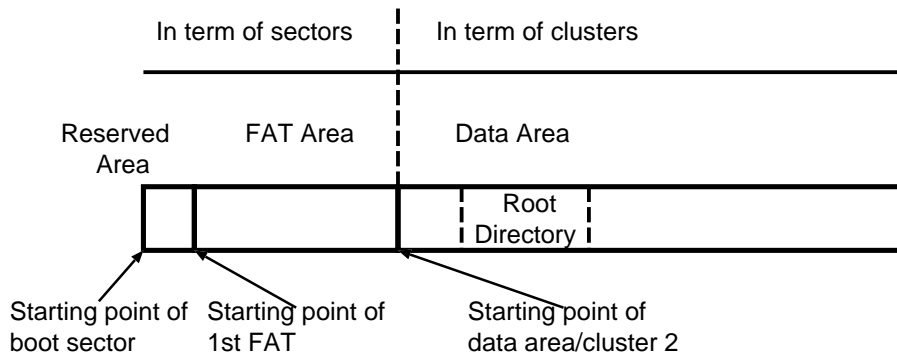 In term of sectors
In term of clusters
Reserved
Area
FAT Area
Data Area
Root
Directory
Starting point of
boot sector
Starting point of
1st FAT
Starting point of
data area/cluster 2